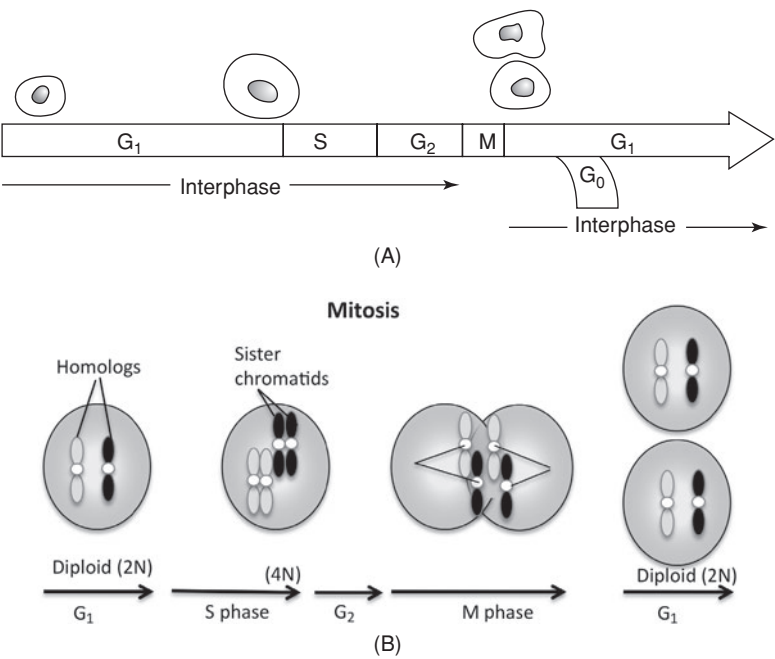 G₁ S G₂ M G₁
G₀
Interphase
Interphase
(A)
Mitosis
Homologs
Sister
chromatids
Diploid (2N) (4N) Diploid (2N)
G₁ S phase G₂ M phase G₁
(B)